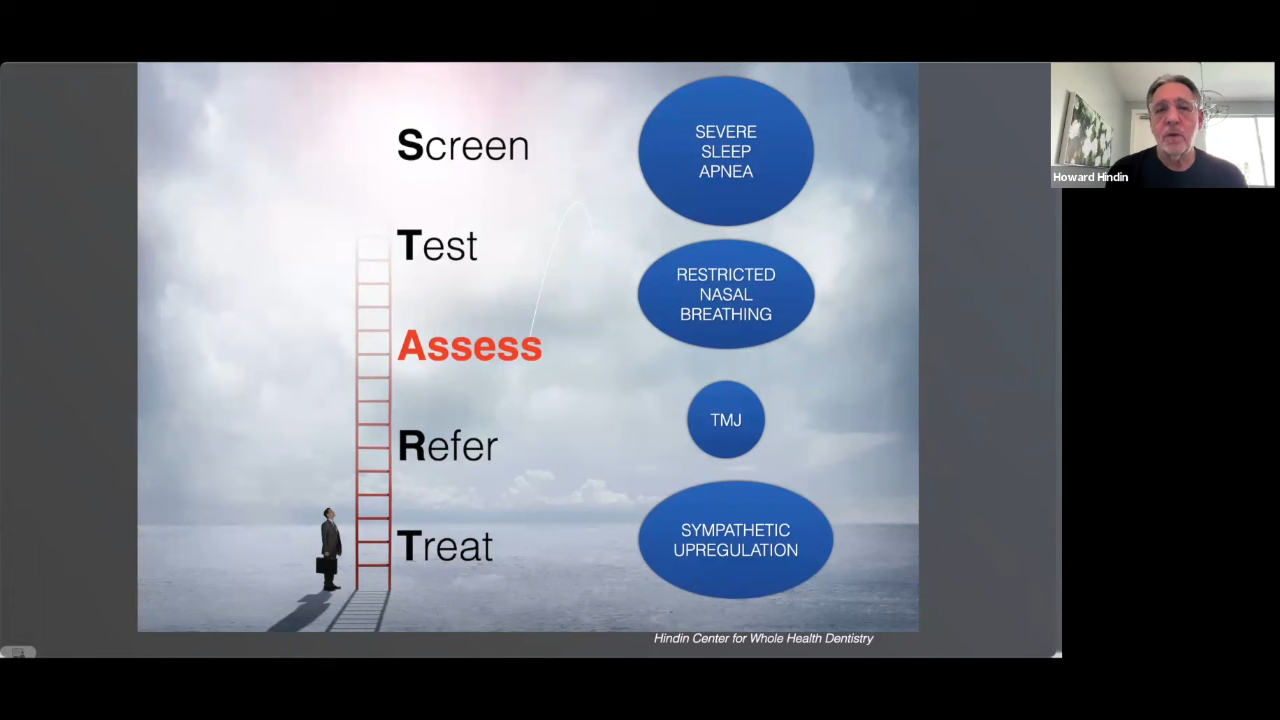 Screen
Test
Assess
Refer
Treat
SEVERE
SLEEP
APNEA
RESTRICTED
NASAL
BREATHING
TMJ
SYMPATHETIC
UPREGULATION
Hindin Center for Whole Health Dentistry
Howard Hindin